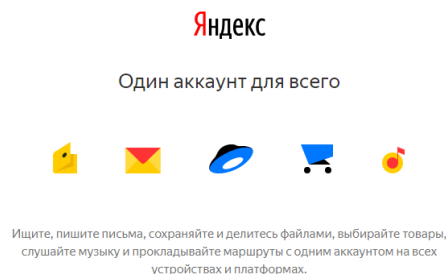 Яндекс
Один аккаунт для всего
Ищите, пишите письма, сохраняйте и делитесь файлами, выбирайте товары,
слушайте музыку и прокладывайте маршруты с одним аккаунтом на всех
устройствах и платформах.